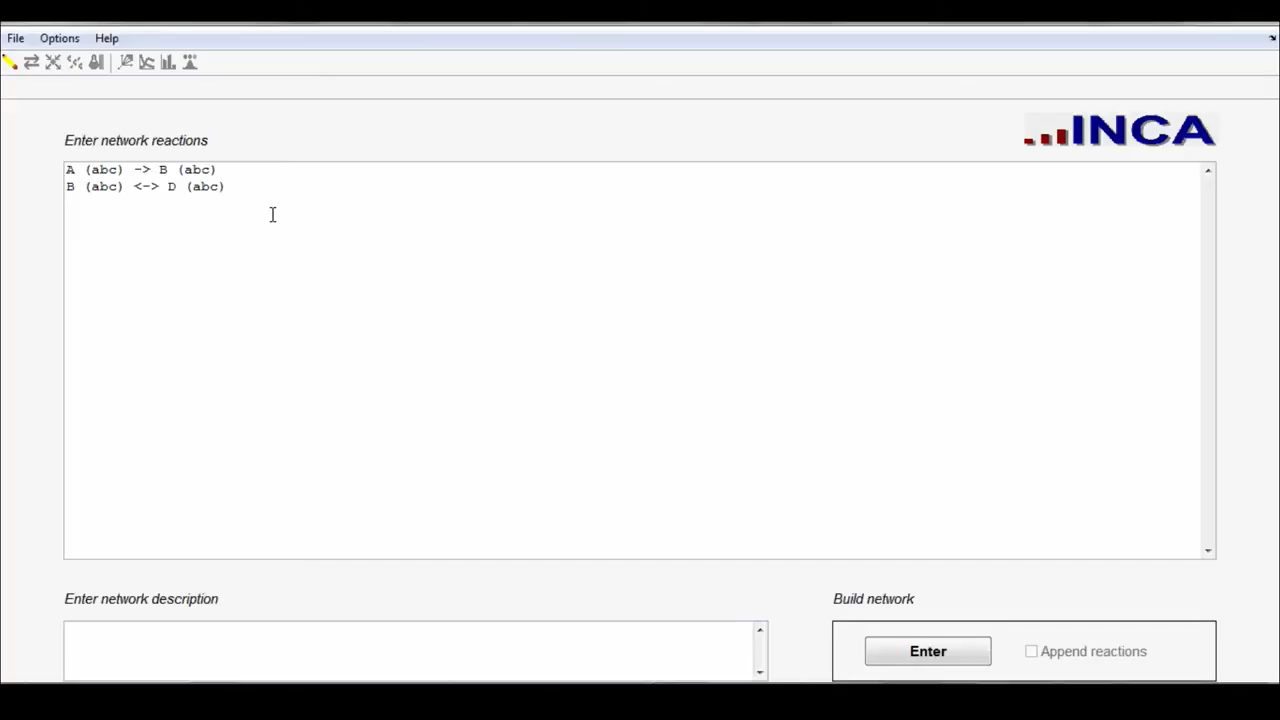 File Options Help
Enter network reactions
INCA
A (abc) -> B (abc)
B (abc) <-> D (abc)
Enter network description
Build network
Enter
Append reactions